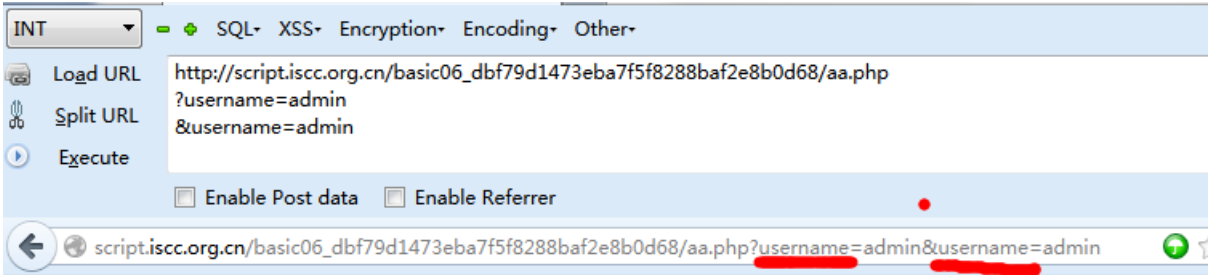 INT SQL- XSS- Encryption- Encoding- Other-
Load URL http://script.iscc.org.cn/basic06_dbf79d1473eba7f5f8288baf2e8b0d68/aa.php
?username=admin
Split URL &username=admin
Execute
Enable Post data Enable Referrer
script.iscc.org.cn/basic06_dbf79d1473eba7f5f8288baf2e8b0d68/aa.php?username=admin&username=admin